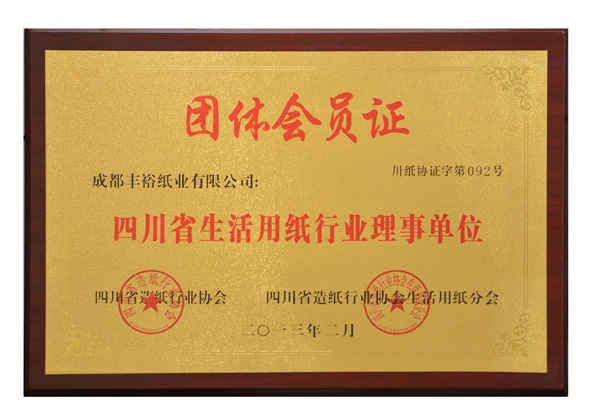 团体会员证
川纸协证字第092号
成都丰裕纸业有限公司:
四川省生活用纸行业理事单位
四川省造纸行业协会 四川省造纸行业协会生活用纸分会
二〇一三年二月